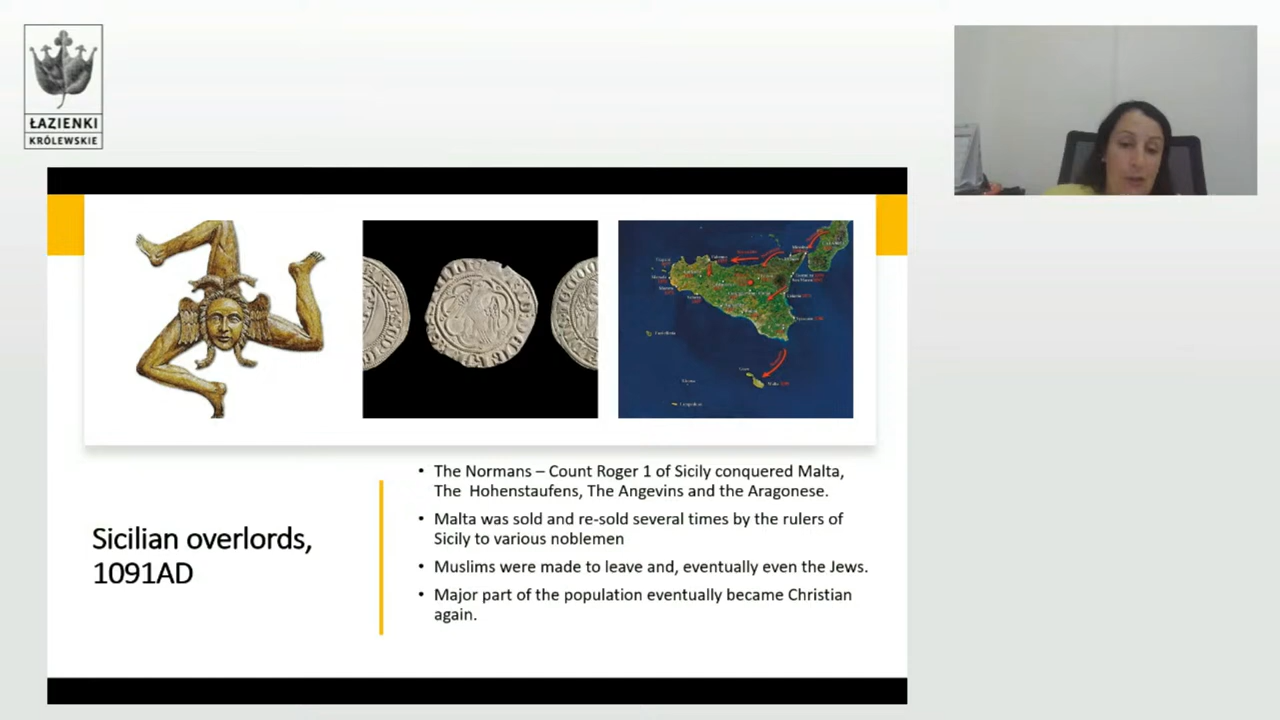 ŁAZIENKI
KRÓLEWSKIE
• The Normans – Count Roger 1 of Sicily conquered Malta,
The Hohenstaufens, The Angevins and the Aragonese.
• Malta was sold and re-sold several times by the rulers of
Sicily to various noblemen
• Muslims were made to leave and, eventually even the Jews.
• Major part of the population eventually became Christian
again.
Sicilian overlords,
1091AD
Malta